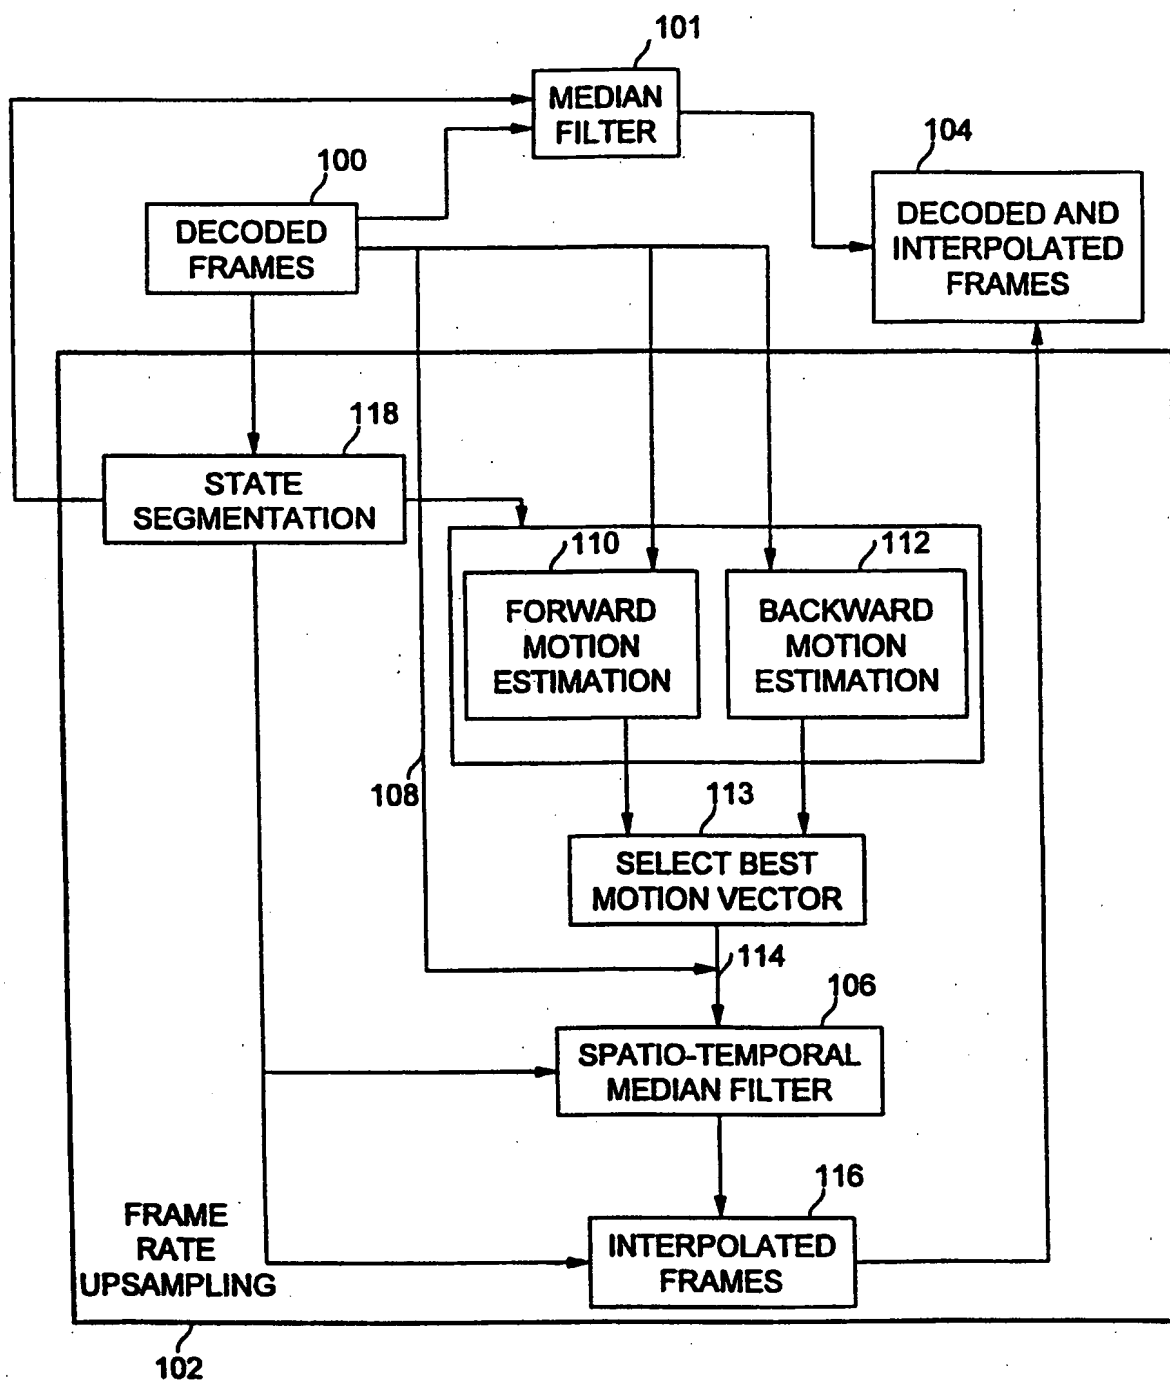 101
MEDIAN
FILTER
104
100
DECODED
FRAMES
DECODED AND
INTERPOLATED
FRAMES
118
STATE
SEGMENTATION
110
112
FORWARD
MOTION
ESTIMATION
BACKWARD
MOTION
ESTIMATION
108
113
SELECT BEST
MOTION VECTOR
114
106
SPATIO-TEMPORAL
MEDIAN FILTER
116
INTERPOLATED
FRAMES
FRAME
RATE
UPSAMPLING
102